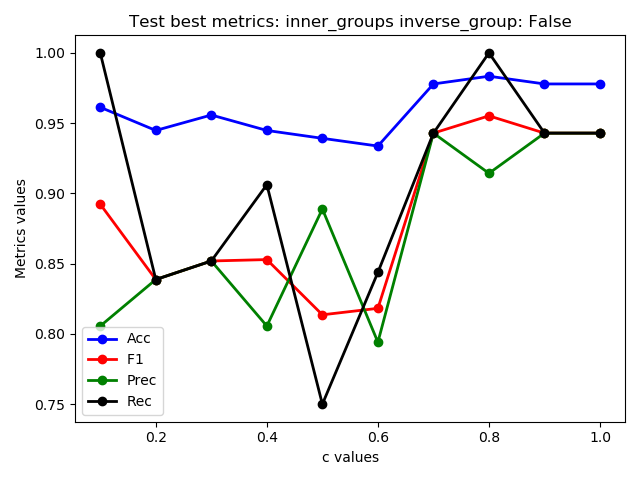 Test best metrics: inner_groups inverse_group: False
1.00
0.95
0.90
0.85
0.80
0.75
Metrics values
Acc
F1
Prec
Rec
0.2
0.4
0.6
0.8
1.0
c values